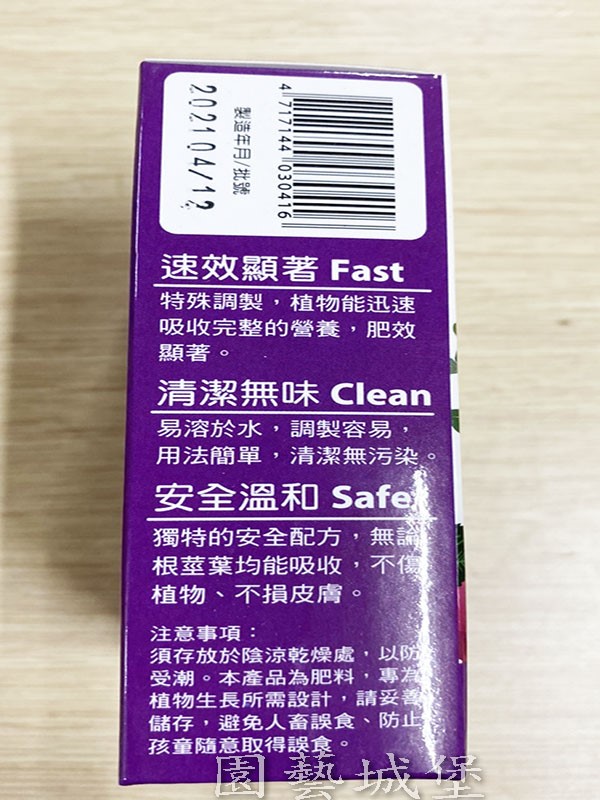 4 717144 030416
製造年月/批號
202104/12
速效顯著 Fast
特殊調製，植物能迅速
吸收完整的營養，肥效
顯著。
清潔無味 Clean
易溶於水，調製容易，
用法簡單，清潔無污染。
安全溫和 Safe
獨特的安全配方，無論
根莖葉均能吸收，不傷
植物、不損皮膚。
注意事項：
須存放於陰涼乾燥處，以防
受潮。本產品為肥料，專為
植物生長所需設計，請妥善
儲存，避免人畜誤食、防止
孩童隨意取得誤食。
園藝城堡